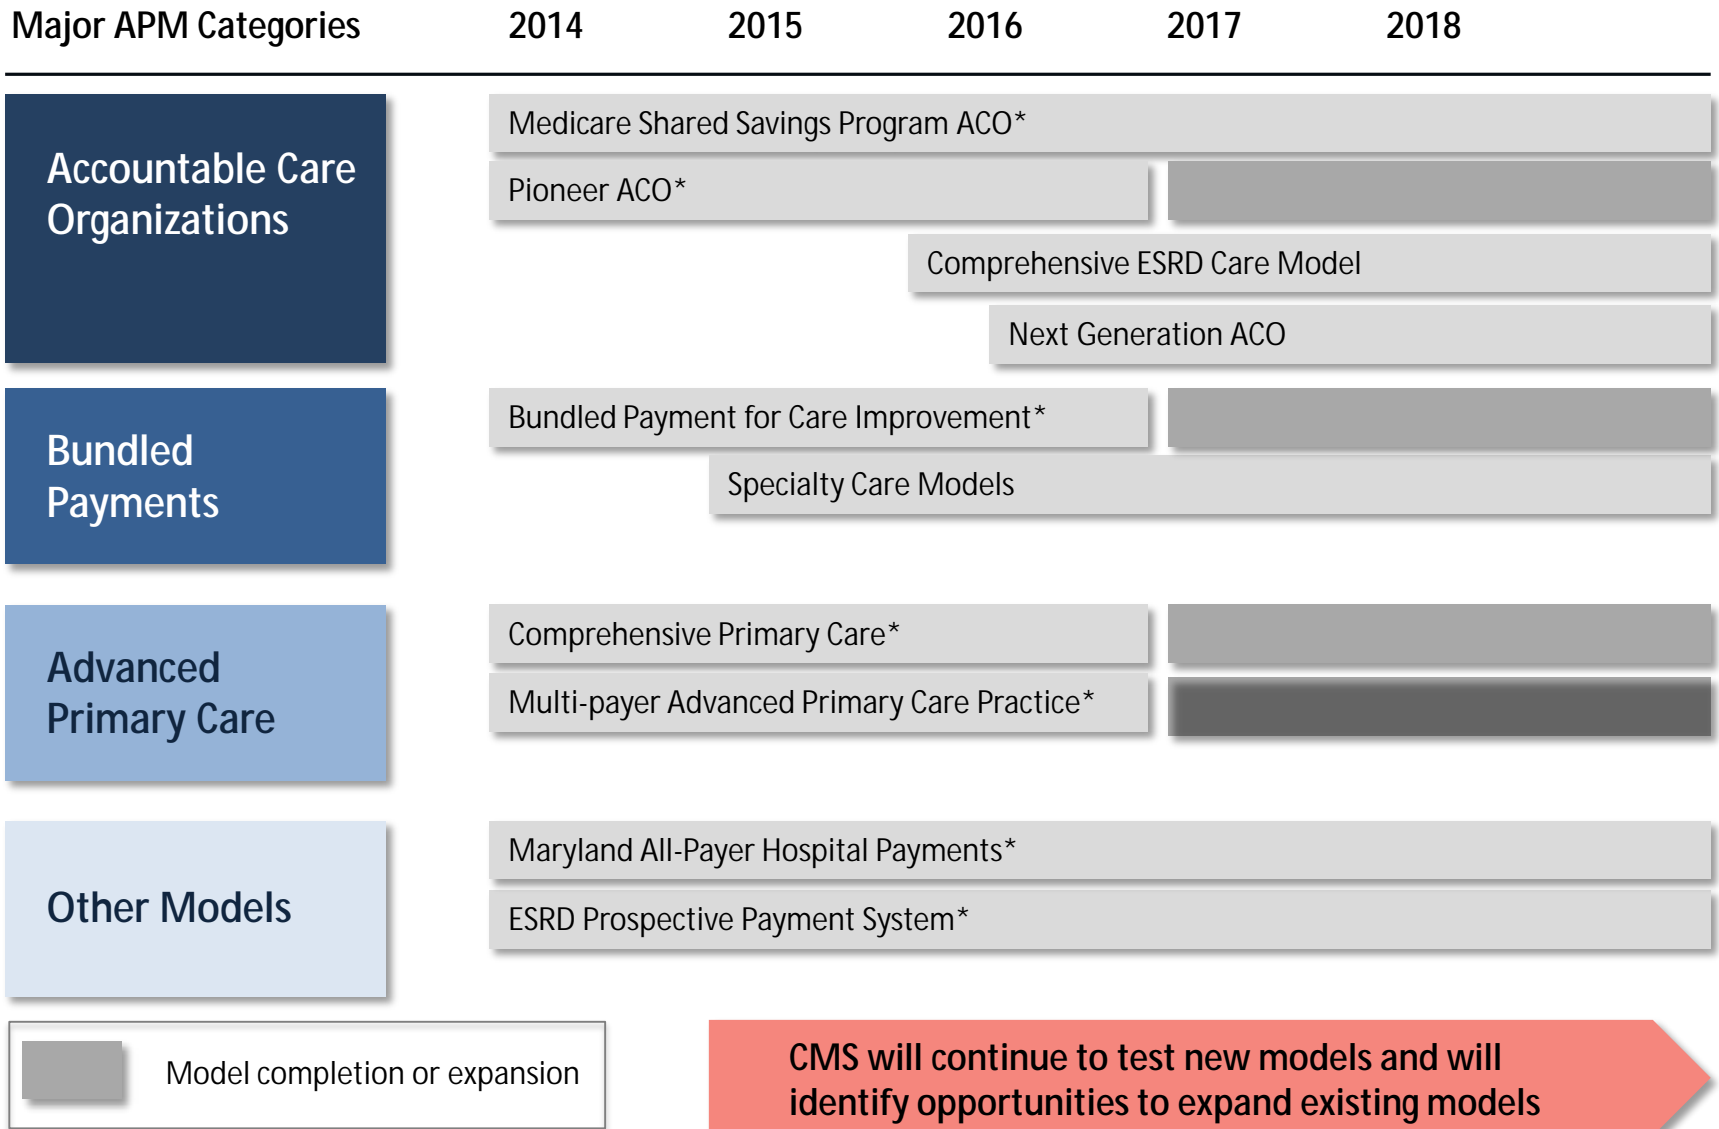 Major APM Categories 2014 2015 2016 2017 2018
Accountable Care
Organizations
Medicare Shared Savings Program ACO*
Pioneer ACO*
Comprehensive ESRD Care Model
Next Generation ACO
Bundled
Payments
Bundled Payment for Care Improvement*
Specialty Care Models
Advanced
Primary Care
Comprehensive Primary Care*
Multi-payer Advanced Primary Care Practice*
Other Models
Maryland All-Payer Hospital Payments*
ESRD Prospective Payment System*
Model completion or expansion
CMS will continue to test new models and will
identify opportunities to expand existing models